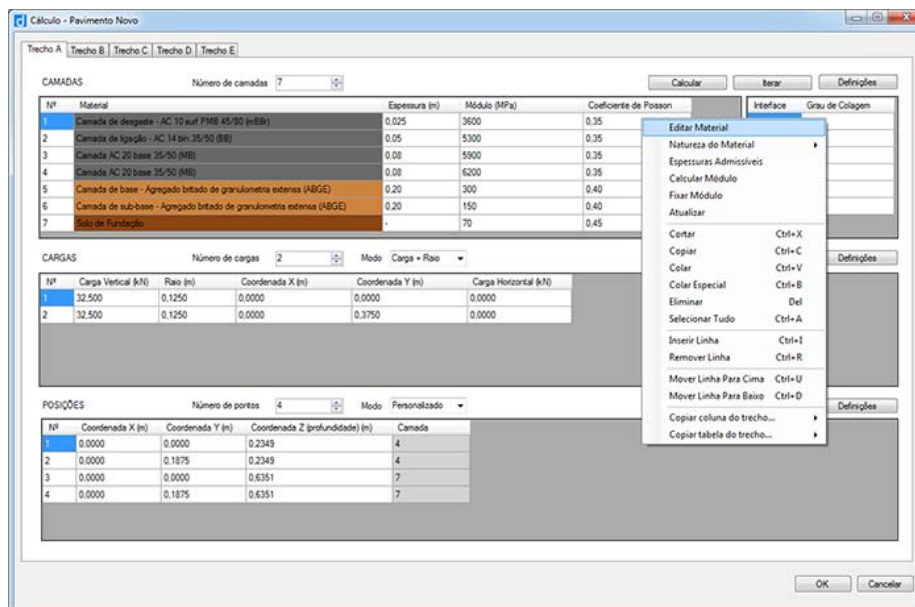 Cálculo - Pavimento Novo
Trecho A Trecho B Trecho C Trecho D Trecho E
CAMADAS Número de camadas 7 Calcular Iterar Definições
Nº Material Espessura (m) Módulo (MPa) Coeficiente de Poisson Interface Grau de Colagem
1 Camada de desgaste - AC 10 surf PMB 45/80 (mBBr) 0,025 3600 0,35
2 Camada de ligação - AC 14 bin 35/50 (BB) 0,05 5300 0,35
3 Camada AC 20 base 35/50 (MB) 0,08 5900 0,35
4 Camada AC 20 base 35/50 (MB) 0,08 6200 0,35
5 Camada de base - Agregado britado de granulometria extensa (ABGE) 0,20 300 0,40
6 Camada de sub-base - Agregado britado de granulometria extensa (ABGE) 0,20 150 0,40
7 Solo de Fundação - 70 0,45
Editar Material
Natureza do Material
Espessuras Admissíveis
Calcular Módulo
Fixar Módulo
Atualizar
Cortar Ctrl+X
Copiar Ctrl+C
Colar Ctrl+V
Colar Especial Ctrl+B
Eliminar Del
Selecionar Tudo Ctrl+A
Inserir Linha Ctrl+I
Remover Linha Ctrl+R
Mover Linha Para Cima Ctrl+U
Mover Linha Para Baixo Ctrl+D
Copiar coluna do trecho...
Copiar tabela do trecho...
CARGAS Número de cargas 2 Modo Carga + Raio Definições
Nº Carga Vertical (kN) Raio (m) Coordenada X (m) Coordenada Y (m) Carga Horizontal (kN)
1 32,500 0,1250 0,0000 0,0000 0,0000
2 32,500 0,1250 0,0000 0,3750 0,0000
POSIÇÕES Número de pontos 4 Modo Personalizado Definições
Nº Coordenada X (m) Coordenada Y (m) Coordenada Z (profundidade) (m) Camada
1 0,0000 0,0000 0,2349 4
2 0,0000 0,1875 0,2349 4
3 0,0000 0,0000 0,6351 7
4 0,0000 0,1875 0,6351 7
OK Cancelar